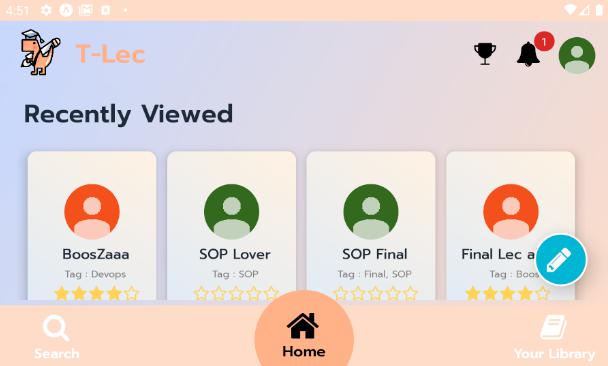 4:51
T-Lec
1
Recently Viewed
BoosZaaa
SOP Lover
SOP Final
Final Lec a
Tag : Devops
Tag : SOP
Tag : Final, SOP
Tag : Boos
Search
Home
Your Library